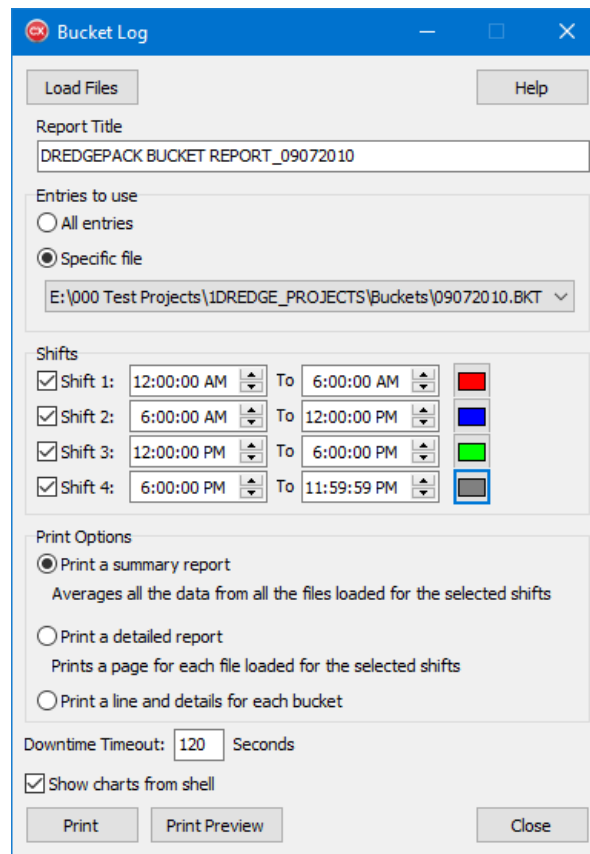 CX Bucket Log
Load Files Help
Report Title
DREDGEPACK BUCKET REPORT_09072010
Entries to use
All entries
Specific file
E:\000 Test Projects\1DREDGE_PROJECTS\Buckets\09072010.BKT
Shifts
Shift 1: 12:00:00 AM To 6:00:00 AM
Shift 2: 6:00:00 AM To 12:00:00 PM
Shift 3: 12:00:00 PM To 6:00:00 PM
Shift 4: 6:00:00 PM To 11:59:59 PM
Print Options
Print a summary report
Averages all the data from all the files loaded for the selected shifts
Print a detailed report
Prints a page for each file loaded for the selected shifts
Print a line and details for each bucket
Downtime Timeout: 120 Seconds
Show charts from shell
Print Print Preview Close